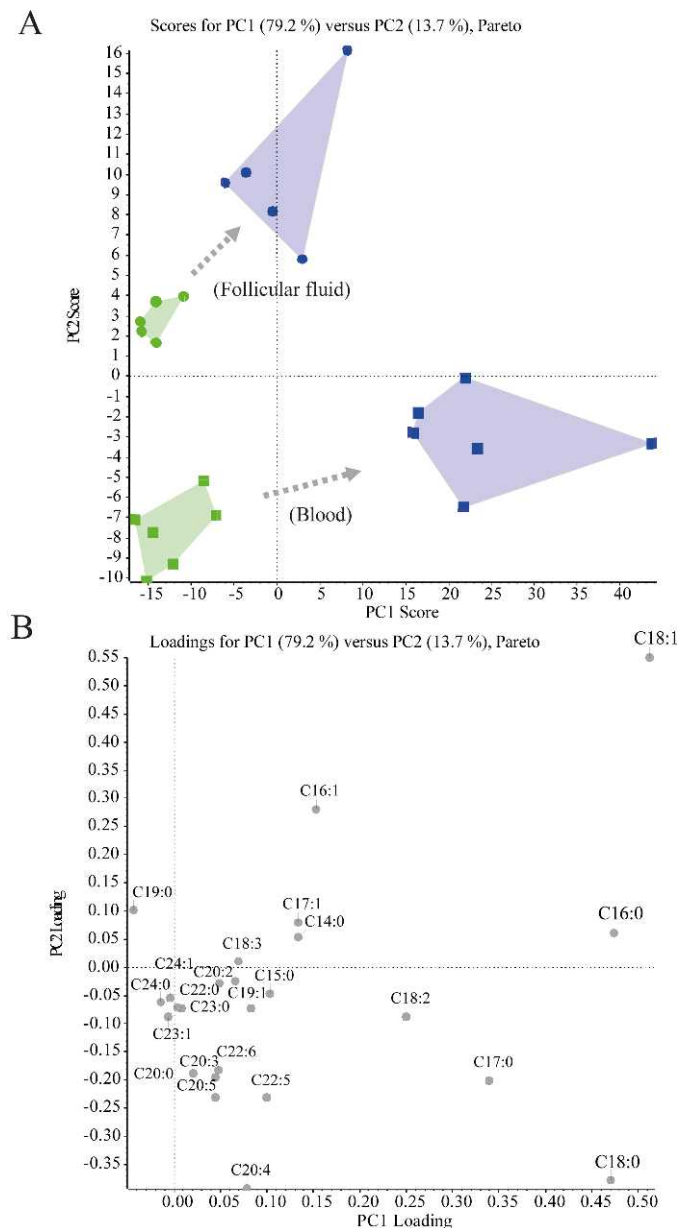 A
Scores for PC1 (79.2 %) versus PC2 (13.7 %), Pareto
16
15
14
13
12
11
10
9
8
7
6
5
4
3
2
1
0
-1
-2
-3
-4
-5
-6
-7
-8
-9
-10
PC2 Score
(Follicular fluid)
(Blood)
-15 -10 -5 0 5 10 15 20 25 30 35 40
PC1 Score
B
Loadings for PC1 (79.2 %) versus PC2 (13.7 %), Pareto
C18:1
0.55
0.50
0.45
0.40
0.35
0.30
0.25
0.20
0.15
0.10
0.05
0.00
-0.05
-0.10
-0.15
-0.20
-0.25
-0.30
-0.35
PC2 Loading
C16:1
C19:0
C17:1
C14:0
C16:0
C18:3
C24:1
C20:2
C15:0
C24:0
C22:0
C19:1
C18:2
C23:0
C23:1
C22:6
C20:3
C20:0
C20:5
C22:5
C17:0
C20:4
C18:0
0.00 0.05 0.10 0.15 0.20 0.25 0.30 0.35 0.40 0.45 0.50
PC1 Loading